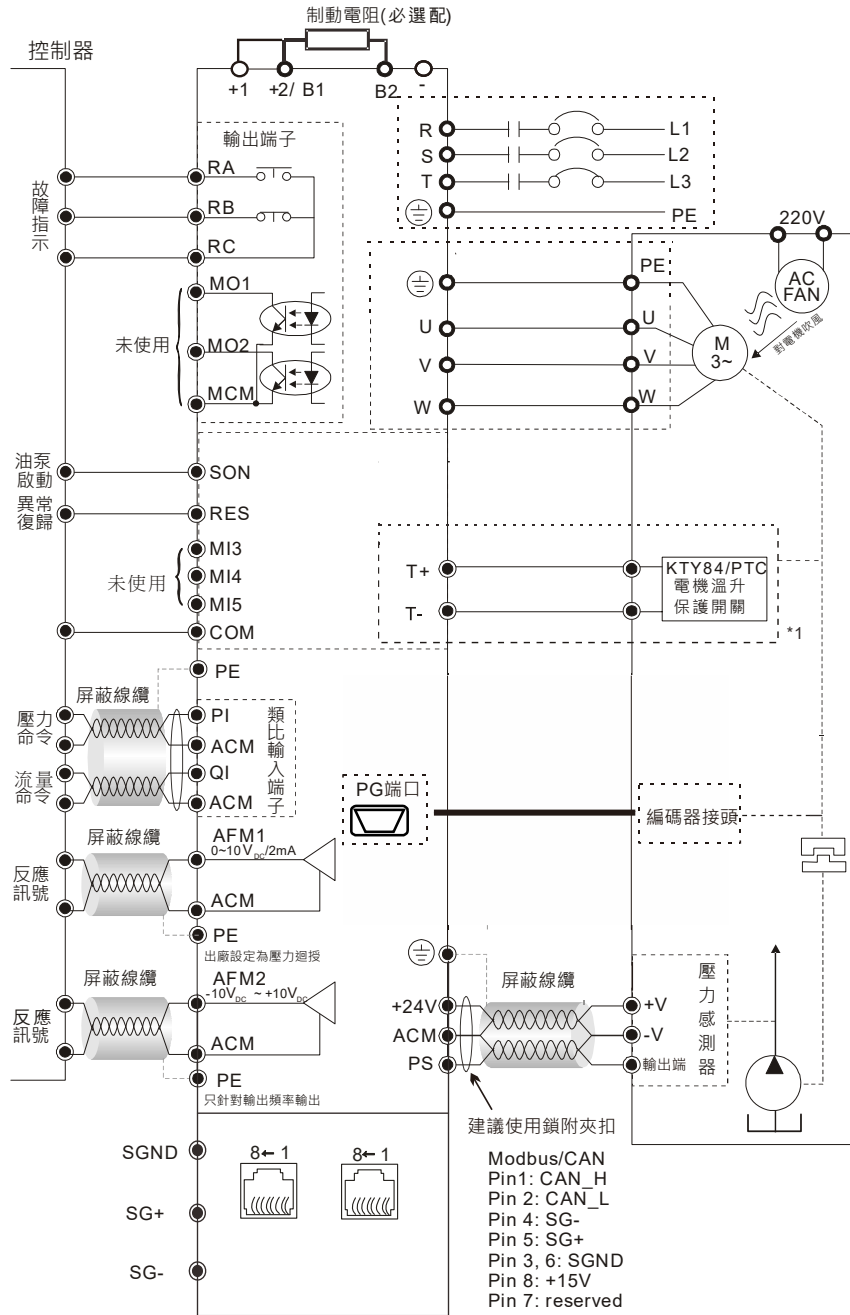 制動電阻(必選配)
控制器
+1
+2/ B1
B2
-
輸出端子
R
S
T
L1
L2
L3
PE
故障指示
RA
RB
RC
220V
AC
FAN
對電機吹風
PE
U
V
W
U
V
W
M
3~
未使用
MO1
MO2
MCM
油泵
啟動
SON
異常
復歸
RES
未使用
MI3
MI4
MI5
COM
T+
T-
KTY84/PTC
電機溫升
保護開關
*1
PE
屏蔽線纜
壓力
命令
流量
命令
PI
ACM
QI
ACM
類比輸入端子
PG端口
編碼器接頭
屏蔽線纜
AFM1
0~10VDC/2mA
反應
訊號
ACM
PE
出廠設定為壓力迴授
屏蔽線纜
AFM2
-10VDC ~ +10VDC
反應
訊號
ACM
PE
只針對輸出頻率輸出
屏蔽線纜
+24V
ACM
PS
+V
-V
輸出端
壓力感測器
建議使用鎖附夾扣
SGND
SG+
SG-
8← 1
8← 1
Modbus/CAN
Pin1: CAN_H
Pin 2: CAN_L
Pin 4: SG-
Pin 5: SG+
Pin 3, 6: SGND
Pin 8: +15V
Pin 7: reserved